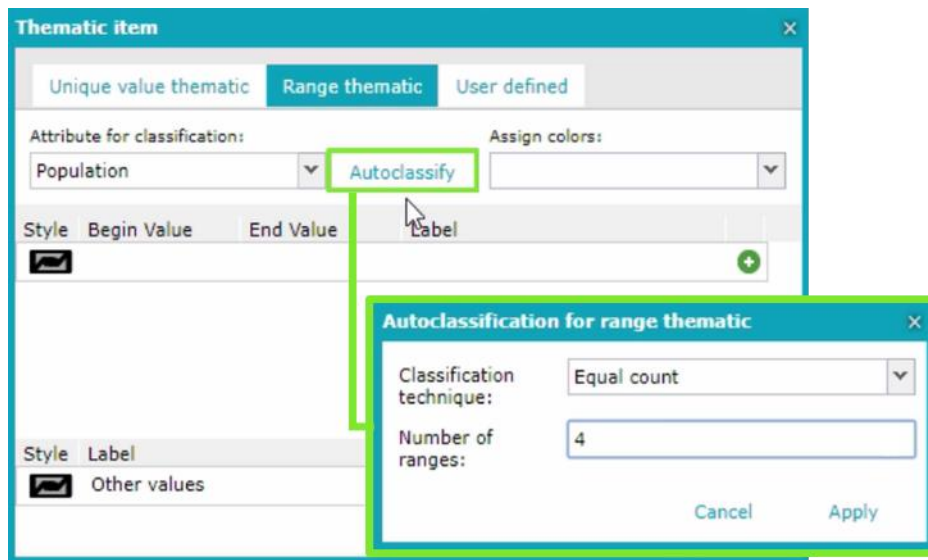 Thematic item
Unique value thematic Range thematic User defined
Attribute for classification: Assign colors:
Population Autoclassify
Style Begin Value End Value Label
Autoclassification for range thematic
Classification technique: Equal count
Number of ranges: 4
Style Label
Other values
Cancel Apply